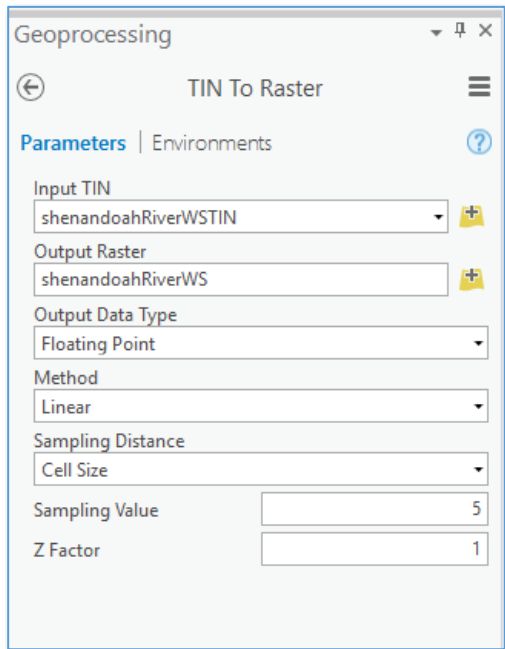 Geoprocessing
TIN To Raster
Parameters | Environments
?
Input TIN
shenandoahRiverWSTIN
Output Raster
shenandoahRiverWS
Output Data Type
Floating Point
Method
Linear
Sampling Distance
Cell Size
Sampling Value 5
Z Factor 1